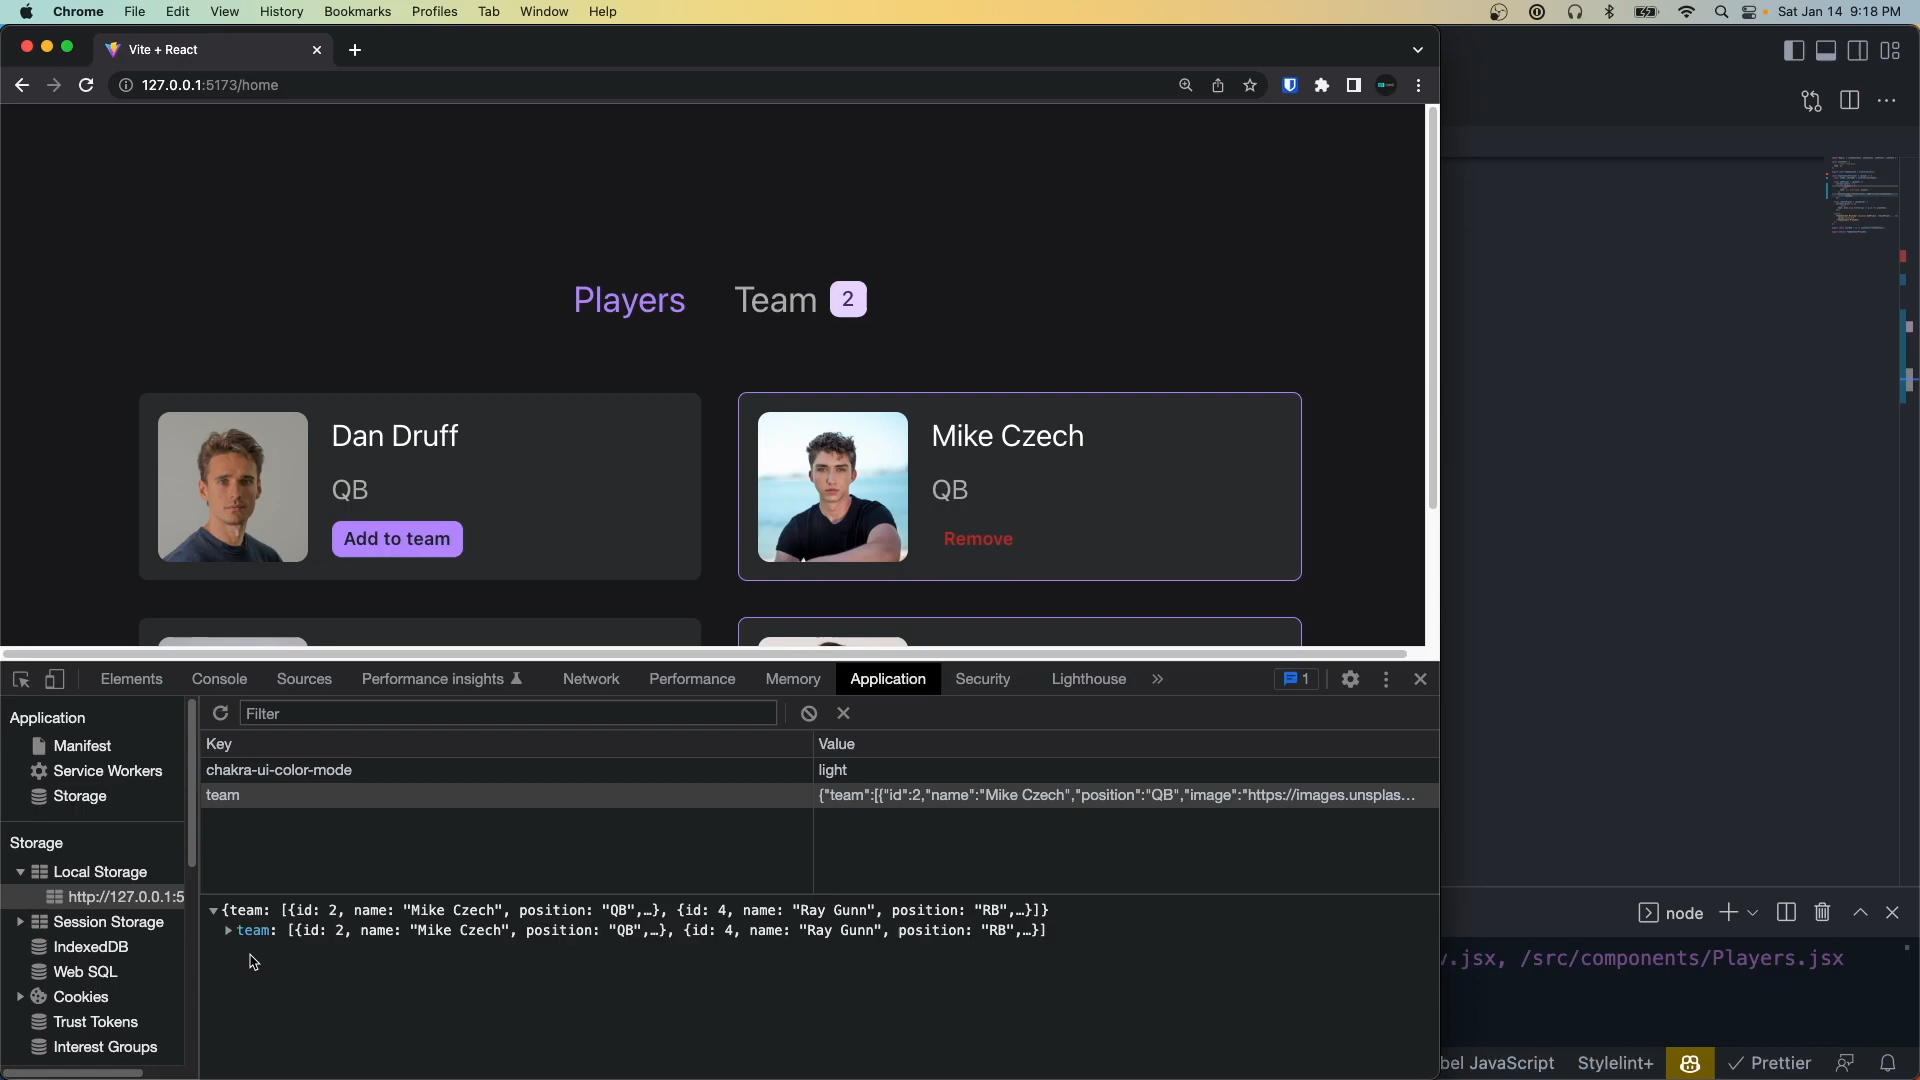 Chrome File Edit View History Bookmarks Profiles Tab Window Help Sat Jan 14 9:18 PM
Vite + React
127.0.0.1:5173/home
Players Team 2
Dan Druff
QB
Add to team
Mike Czech
QB
Remove
Elements Console Sources Performance insights Network Performance Memory Application Security Lighthouse » 1
Application
Manifest
Service Workers
Storage
Storage
Local Storage
http://127.0.0.1:5
Session Storage
IndexedDB
Web SQL
Cookies
Trust Tokens
Interest Groups
Filter
Key Value
chakra-ui-color-mode light
team {"team":[{"id":2,"name":"Mike Czech","position":"QB","image":"https://images.unsplas…
{team: [{id: 2, name: "Mike Czech", position: "QB",…}, {id: 4, name: "Ray Gunn", position: "RB",…}]}
team: [{id: 2, name: "Mike Czech", position: "QB",…}, {id: 4, name: "Ray Gunn", position: "RB",…}]
node
.jsx, /src/components/Players.jsx
bel JavaScript Stylelint+ Prettier